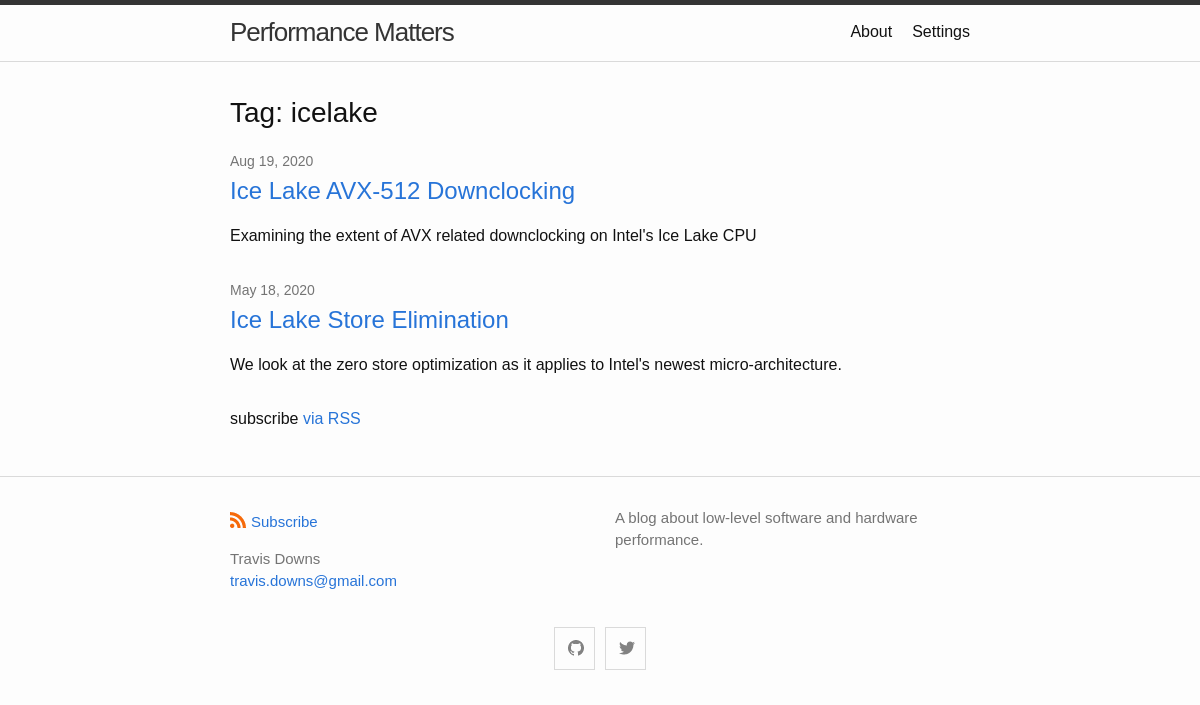 Performance Matters
About Settings
Tag: icelake
Aug 19, 2020
Ice Lake AVX-512 Downclocking
Examining the extent of AVX related downclocking on Intel's Ice Lake CPU
May 18, 2020
Ice Lake Store Elimination
We look at the zero store optimization as it applies to Intel's newest micro-architecture.
subscribe via RSS
Subscribe
Travis Downs
travis.downs@gmail.com
A blog about low-level software and hardware
performance.